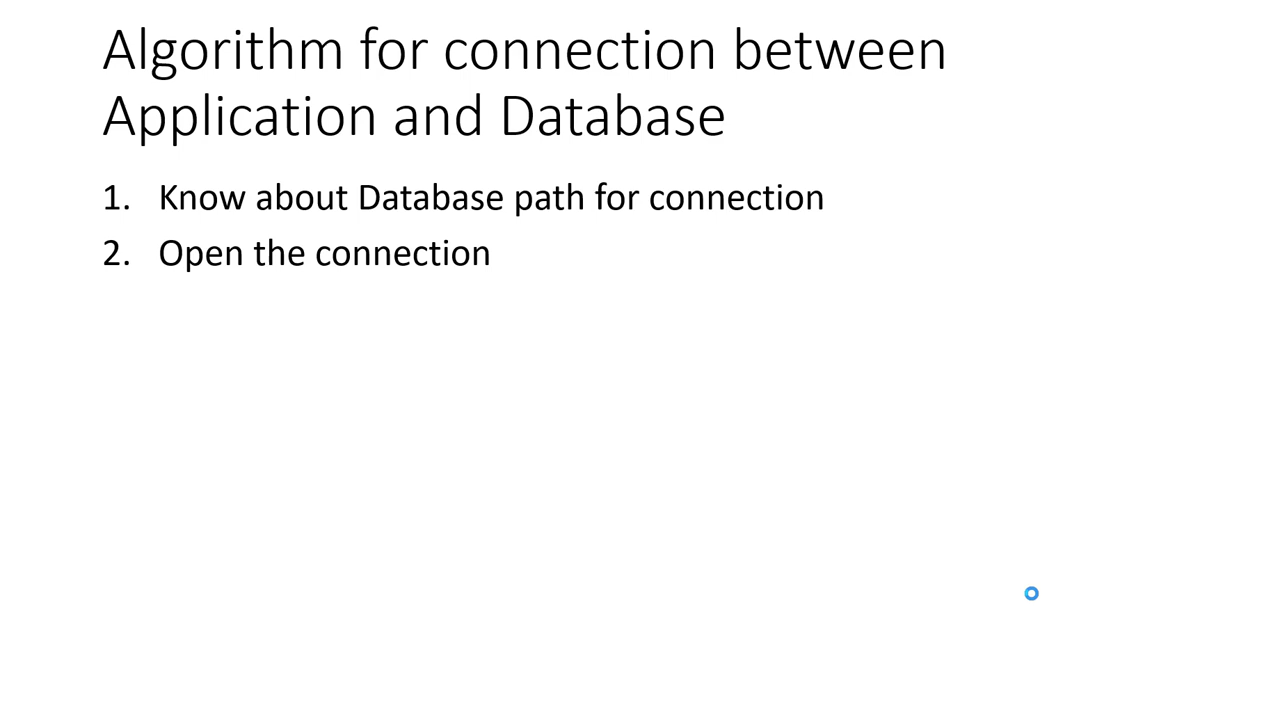 Algorithm for connection between
Application and Database
1. Know about Database path for connection
2. Open the connection